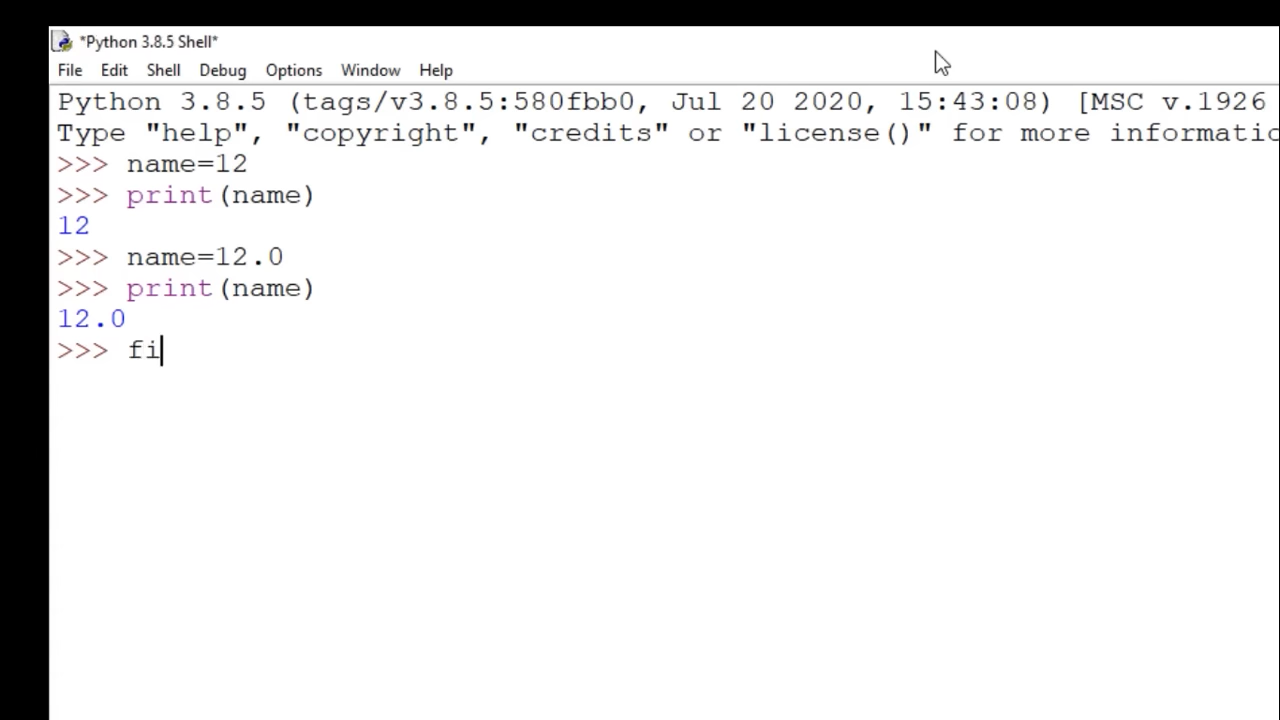 *Python 3.8.5 Shell*
File Edit Shell Debug Options Window Help
Python 3.8.5 (tags/v3.8.5:580fbb0, Jul 20 2020, 15:43:08) [MSC v.1926
Type "help", "copyright", "credits" or "license()" for more informatio
>>> name=12
>>> print(name)
12
>>> name=12.0
>>> print(name)
12.0
>>> fi